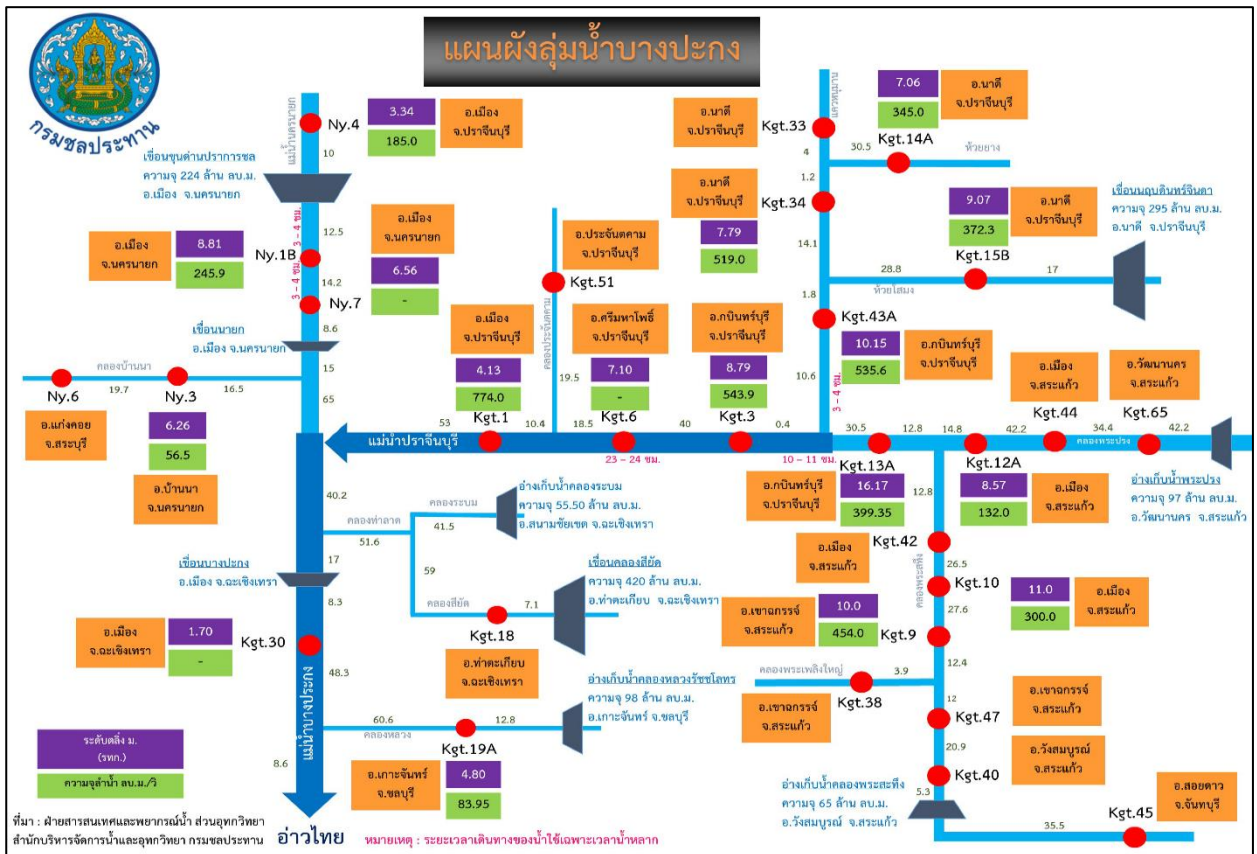 แผนผังลุ่มน้ำบางปะกง
กรมชลประทาน
แม่น้ำนครนายก
Ny.4
3.34
185.0
อ.เมือง
จ.ปราจีนบุรี
10
เขื่อนขุนด่านปราการชล
ความจุ 224 ล้าน ลบ.ม.
อ.เมือง จ.นครนายก
3 – 4 ชม.
12.5
อ.เมือง
จ.นครนายก
8.81
245.9
Ny.1B
3 – 4 ชม.
14.2
Ny.7
อ.เมือง
จ.นครนายก
6.56
-
8.6
เขื่อนนายก
อ.เมือง จ.นครนายก
15
65
คลองบ้านนา
Ny.6
19.7
Ny.3
16.5
อ.แก่งคอย
จ.สระบุรี
6.26
56.5
อ.บ้านนา
จ.นครนายก
แควหนุมาน
อ.นาดี
จ.ปราจีนบุรี
Kgt.33
4
1.2
7.06
345.0
อ.นาดี
จ.ปราจีนบุรี
Kgt.14A
30.5
ห้วยยาง
อ.นาดี
จ.ปราจีนบุรี
7.79
519.0
Kgt.34
14.1
1.8
9.07
372.3
อ.นาดี
จ.ปราจีนบุรี
Kgt.15B
28.8
17
ห้วยโสมง
เขื่อนนฤบดินทร์จินดา
ความจุ 295 ล้าน ลบ.ม.
อ.นาดี จ.ปราจีนบุรี
อ.ประจันตคาม
จ.ปราจีนบุรี
Kgt.51
คลองประจันตคาม
19.5
อ.เมือง
จ.ปราจีนบุรี
4.13
774.0
Kgt.1
อ.ศรีมหาโพธิ์
จ.ปราจีนบุรี
7.10
-
Kgt.6
อ.กบินทร์บุรี
จ.ปราจีนบุรี
8.79
543.9
Kgt.3
Kgt.43A
10.15
535.6
อ.กบินทร์บุรี
จ.ปราจีนบุรี
10.6
3 – 4 ชม.
อ.เมือง
จ.สระแก้ว
Kgt.44
อ.วัฒนานคร
จ.สระแก้ว
Kgt.65
แม่น้ำปราจีนบุรี
53
10.4
18.5
40
0.4
23 – 24 ชม.
10 – 11 ชม.
30.5
12.8
14.8
42.2
34.4
42.2
คลองพระปรง
Kgt.13A
อ.กบินทร์บุรี
จ.ปราจีนบุรี
16.17
399.35
12.8
Kgt.12A
8.57
132.0
อ.เมือง
จ.สระแก้ว
อ่างเก็บน้ำพระปรง
ความจุ 97 ล้าน ลบ.ม.
อ.วัฒนานคร จ.สระแก้ว
อ.เมือง
จ.สระแก้ว
Kgt.42
คลองพระสทึง
26.5
Kgt.10
11.0
300.0
อ.เมือง
จ.สระแก้ว
27.6
อ.เขาฉกรรจ์
จ.สระแก้ว
10.0
454.0
Kgt.9
12.4
คลองพระเพลิงใหญ่
3.9
Kgt.38
อ.เขาฉกรรจ์
จ.สระแก้ว
12
Kgt.47
อ.เขาฉกรรจ์
จ.สระแก้ว
20.9
Kgt.40
อ.วังสมบูรณ์
จ.สระแก้ว
อ่างเก็บน้ำคลองพระสะทึง
ความจุ 65 ล้าน ลบ.ม.
อ.วังสมบูรณ์ จ.สระแก้ว
5.3
35.5
Kgt.45
อ.สอยดาว
จ.จันทบุรี
40.2
คลองท่าลาด
51.6
คลองระบม
41.5
อ่างเก็บน้ำคลองระบม
ความจุ 55.50 ล้าน ลบ.ม.
อ.สนามชัยเขต จ.ฉะเชิงเทรา
59
คลองสียัด
7.1
Kgt.18
อ.ท่าตะเกียบ
จ.ฉะเชิงเทรา
เขื่อนคลองสียัด
ความจุ 420 ล้าน ลบ.ม.
อ.ท่าตะเกียบ จ.ฉะเชิงเทรา
เขื่อนบางปะกง
อ.เมือง จ.ฉะเชิงเทรา
17
8.3
อ.เมือง
จ.ฉะเชิงเทรา
1.70
-
Kgt.30
48.3
แม่น้ำบางปะกง
60.6
12.8
คลองหลวง
Kgt.19A
อ.เกาะจันทร์
จ.ชลบุรี
4.80
83.95
อ่างเก็บน้ำคลองหลวงรัชชโลทร
ความจุ 98 ล้าน ลบ.ม.
อ.เกาะจันทร์ จ.ชลบุรี
8.6
ระดับตลิ่ง ม.
(รทก.)
ความจุลำน้ำ ลบ.ม./วิ
ที่มา : ฝ่ายสารสนเทศและพยากรณ์น้ำ ส่วนอุทกวิทยา
สำนักบริหารจัดการน้ำและอุทกวิทยา กรมชลประทาน
อ่าวไทย
หมายเหตุ : ระยะเวลาเดินทางของน้ำใช้เฉพาะเวลาน้ำหลาก